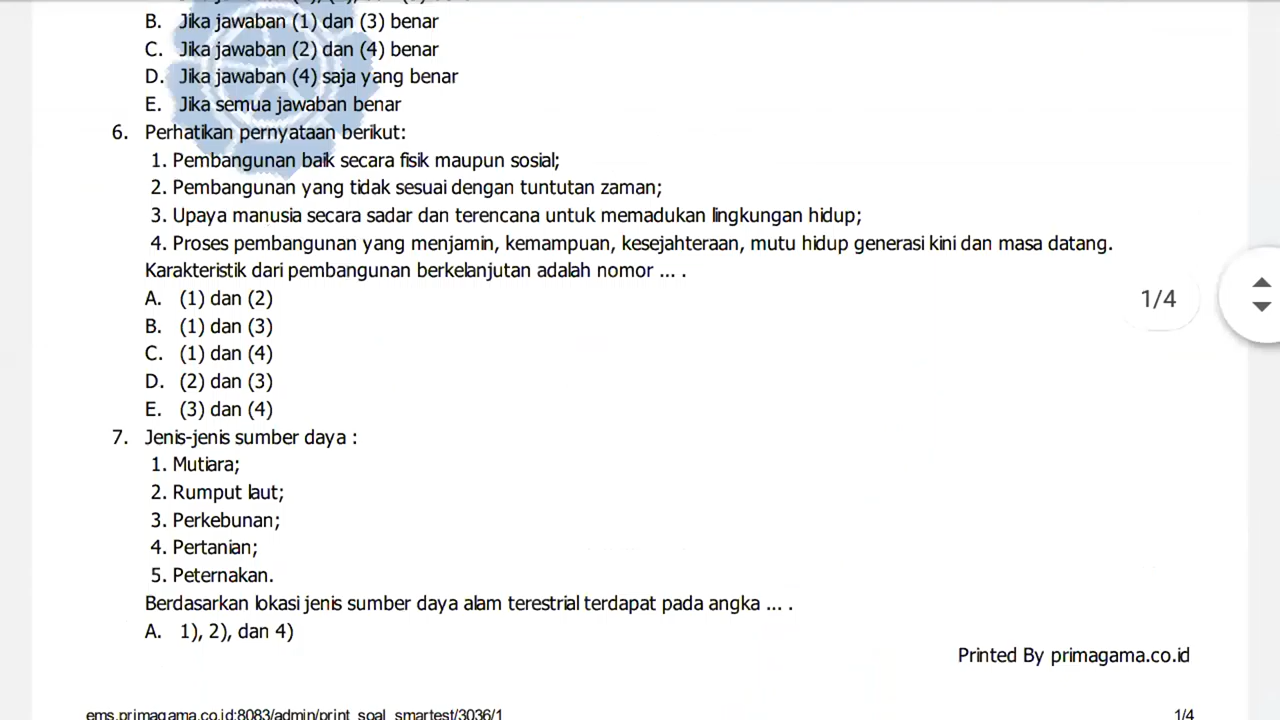 B. Jika jawaban (1) dan (3) benar
C. Jika jawaban (2) dan (4) benar
D. Jika jawaban (4) saja yang benar
E. Jika semua jawaban benar
6. Perhatikan pernyataan berikut:
1. Pembangunan baik secara fisik maupun sosial;
2. Pembangunan yang tidak sesuai dengan tuntutan zaman;
3. Upaya manusia secara sadar dan terencana untuk memadukan lingkungan hidup;
4. Proses pembangunan yang menjamin, kemampuan, kesejahteraan, mutu hidup generasi kini dan masa datang.
Karakteristik dari pembangunan berkelanjutan adalah nomor ... .
A. (1) dan (2)
1/4
B. (1) dan (3)
C. (1) dan (4)
D. (2) dan (3)
E. (3) dan (4)
7. Jenis-jenis sumber daya :
1. Mutiara;
2. Rumput laut;
3. Perkebunan;
4. Pertanian;
5. Peternakan.
Berdasarkan lokasi jenis sumber daya alam terestrial terdapat pada angka ... .
A. 1), 2), dan 4)
Printed By primagama.co.id
ems.primagama.co.id:8083/admin/print_soal_smartest/3036/1 1/4